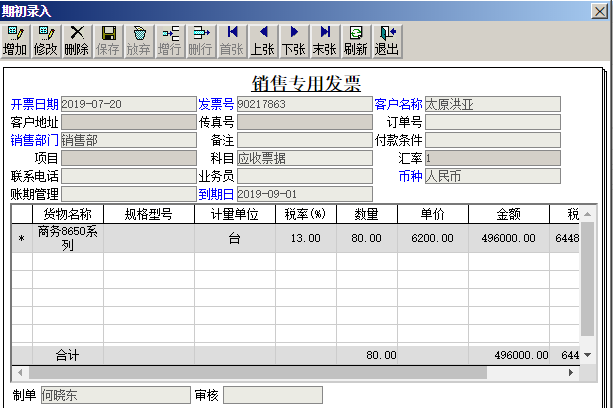 期初录入
增加 修改 删除 保存 放弃 增行 删行 首张 上张 下张 末张 刷新 退出
销售专用发票
开票日期 2019-07-20 发票号 90217863 客户名称 太原洪亚
客户地址 传真号 订单号
销售部门 销售部 备注 付款条件
项目 科目 应收票据 汇率 1
联系电话 业务员 币种 人民币
账期管理 到期日 2019-09-01
货物名称 规格型号 计量单位 税率(%) 数量 单价 金额 税
* 商务8650系列 台 13.00 80.00 6200.00 496000.00 6448
合计 80.00 496000.00 644
制单 何晓东 审核